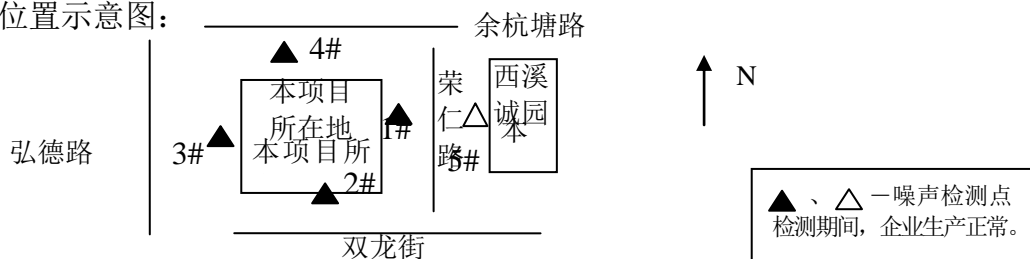 位置示意图：
余杭塘路
4#
N
本项目
所在地
本项目所
荣仁路
西溪
诚园
本
1#
弘德路
3#
5#
2#
▲、△－噪声检测点
检测期间，企业生产正常。
双龙街